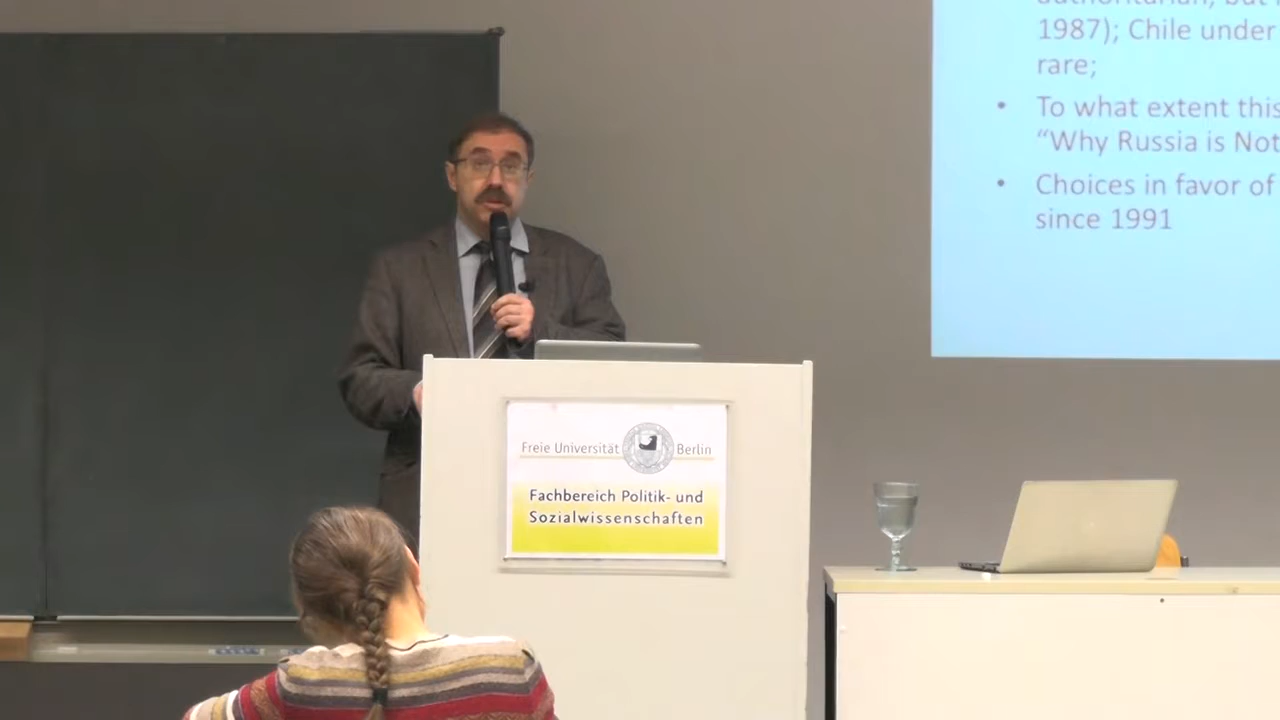 1987); Chile under
rare;
• To what extent this
"Why Russia is Not
• Choices in favor of
since 1991
Freie Universität Berlin
Fachbereich Politik- und
Sozialwissenschaften